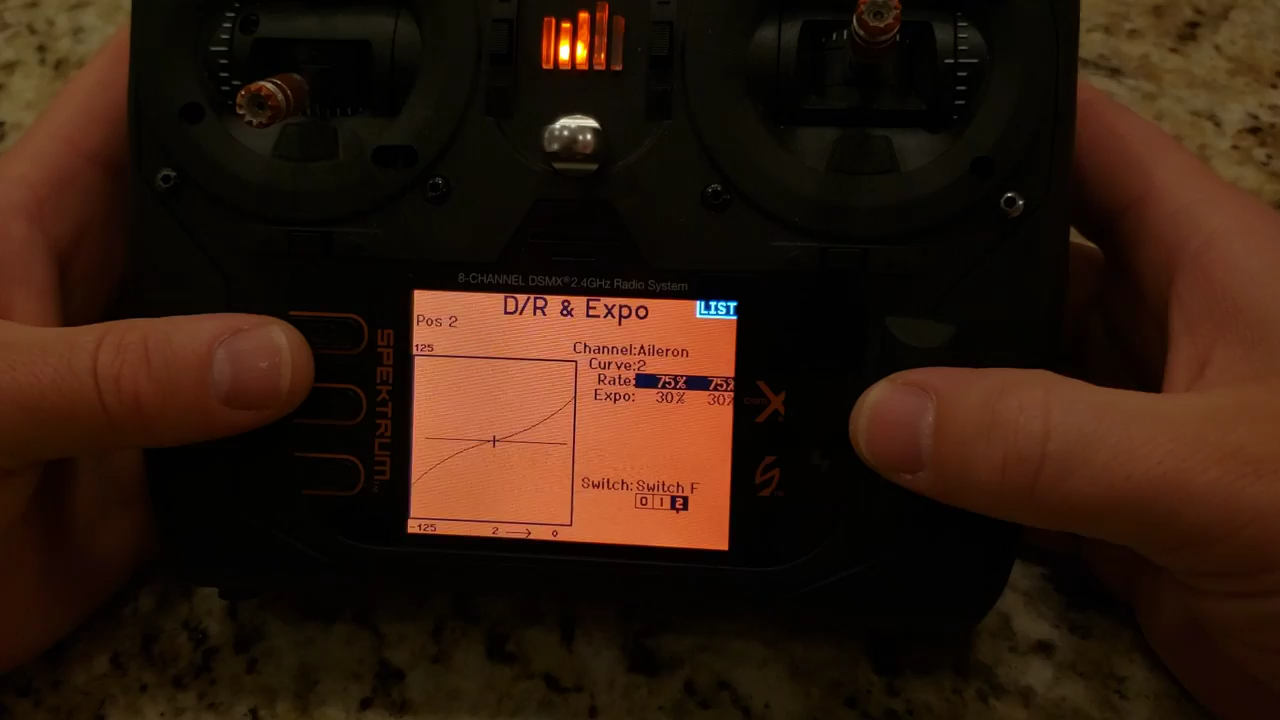 8-CHANNEL DSMX® 2.4GHz Radio System
D/R & Expo
LIST
Pos 2
125
Channel:Aileron
Curve:2
Rate: 75% 75%
Expo: 30% 30%
Switch:Switch F
0 1 2
-125 2 → 0
SPEKTRUM